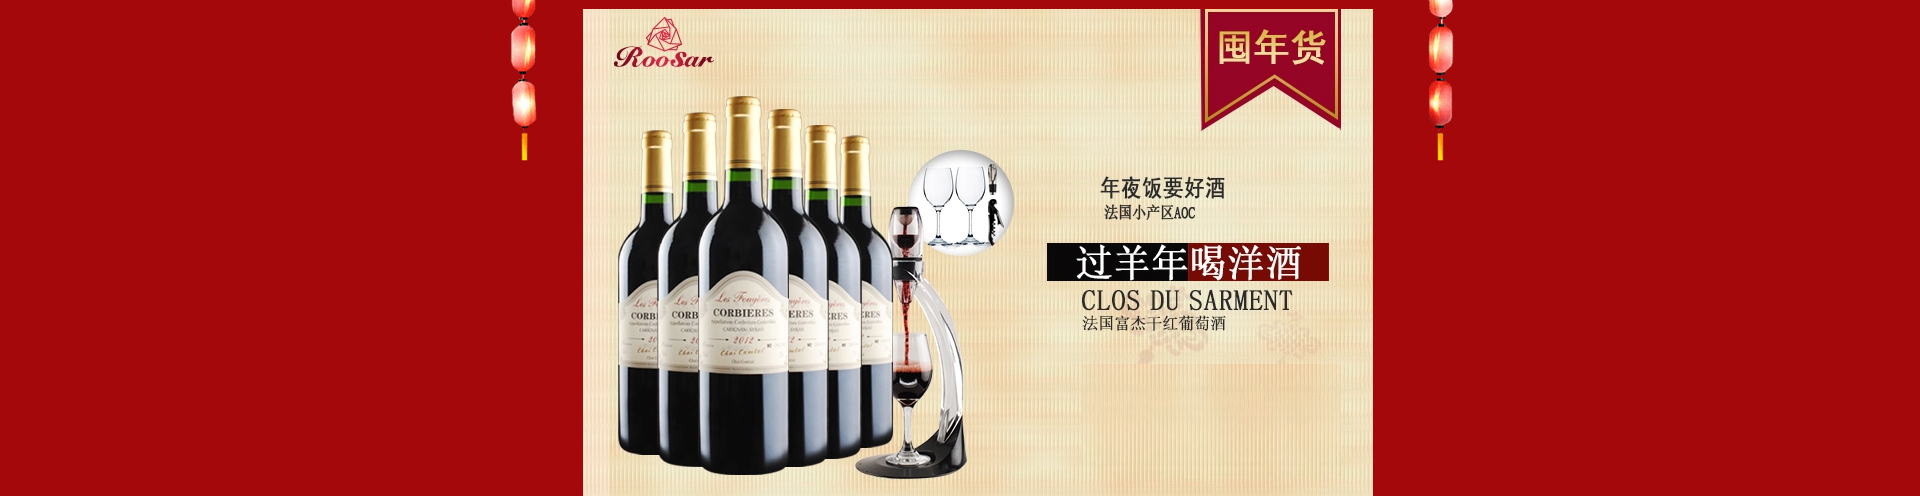 RooSar
囤年货
年夜饭要好酒
法国小产区AOC
过羊年喝洋酒
CLOS DU SARMENT
法国富杰干红葡萄酒
Les Fougères
CORBIERES
2012